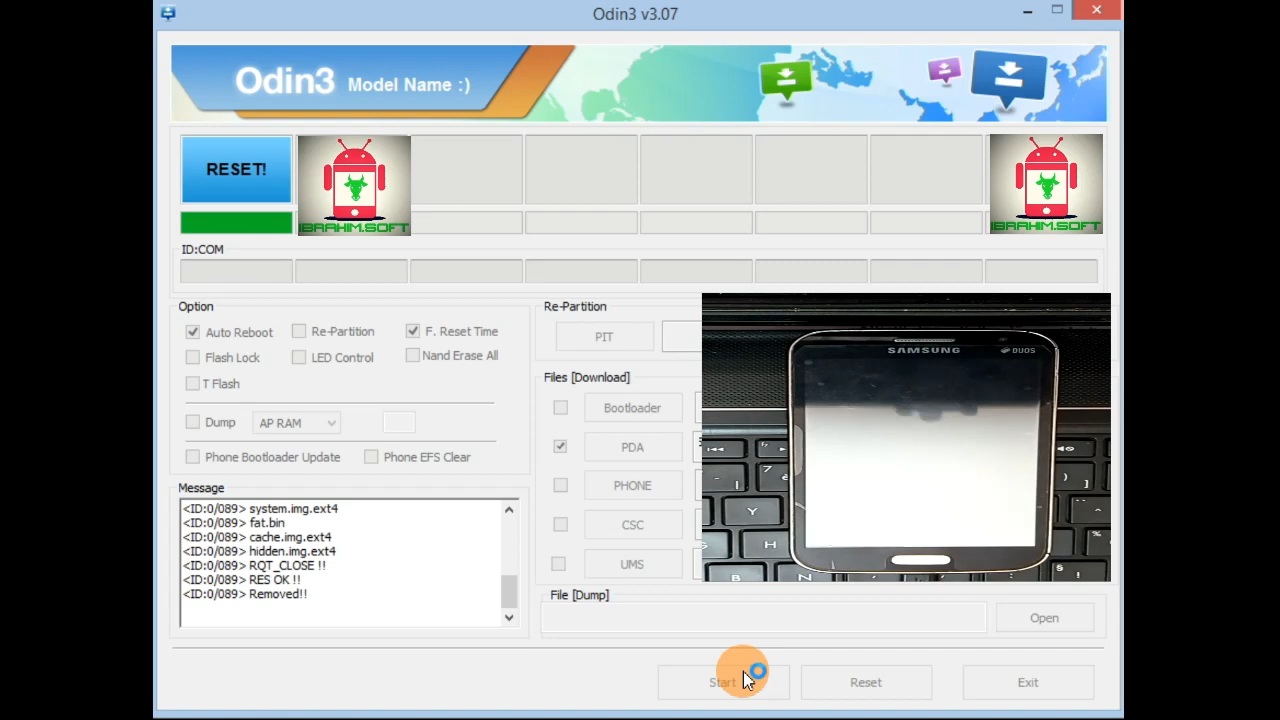 Odin3 v3.07
Odin3 Model Name :)
RESET!
IBRAHIM.SOFT
IBRAHIM.SOFT
ID:COM
Option
Auto Reboot
Re-Partition
F. Reset Time
Flash Lock
LED Control
Nand Erase All
T Flash
Dump
AP RAM
Phone Bootloader Update
Phone EFS Clear
Re-Partition
PIT
Files [Download]
Bootloader
PDA
PHONE
CSC
UMS
SAMSUNG
DUOS
Y
H
B
N
Message
<ID:0/089> system.img.ext4
<ID:0/089> fat.bin
<ID:0/089> cache.img.ext4
<ID:0/089> hidden.img.ext4
<ID:0/089> RQT_CLOSE !!
<ID:0/089> RES OK !!
<ID:0/089> Removed!!
File [Dump]
Open
Start
Reset
Exit